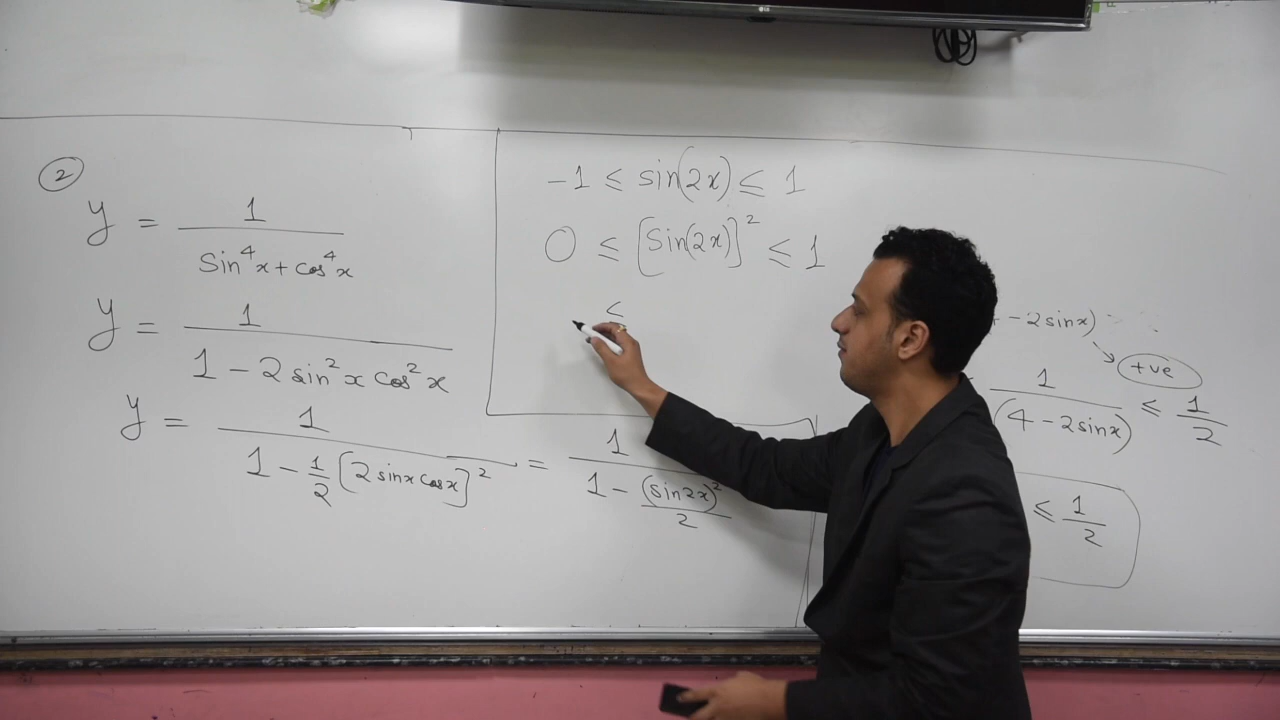 ②
y = 1/(Sin⁴x + cos⁴x)
y = 1/(1 − 2 sin²x cos²x)
y = 1/(1 − 1/2 [2 sinx cosx]²) = 1/(1 − (sin2x)²/2)
-1 ≤ sin(2x) ≤ 1
0 ≤ [Sin(2x)]² ≤ 1
≤
- 2 sinx)
+ve
1/(4 − 2sinx) ≤ 1/2
≤ 1/2